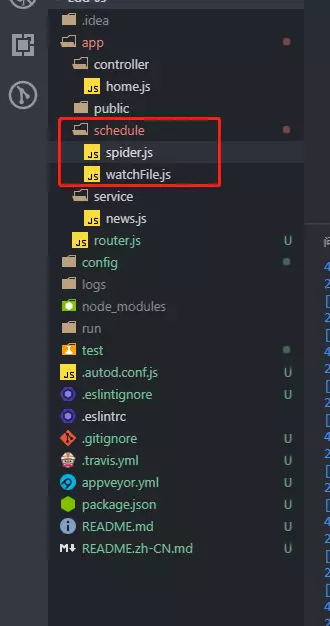 .idea
app
controller
JS home.js
public
schedule
JS spider.js
JS watchFile.js
service
JS news.js
JS router.js U
config
logs
node_modules
run
test
JS .autod.conf.js U
.eslintignore U
.eslintrc
.gitignore U
.travis.yml U
appveyor.yml U
package.json U
README.md U
M↓ README.zh-CN.md U